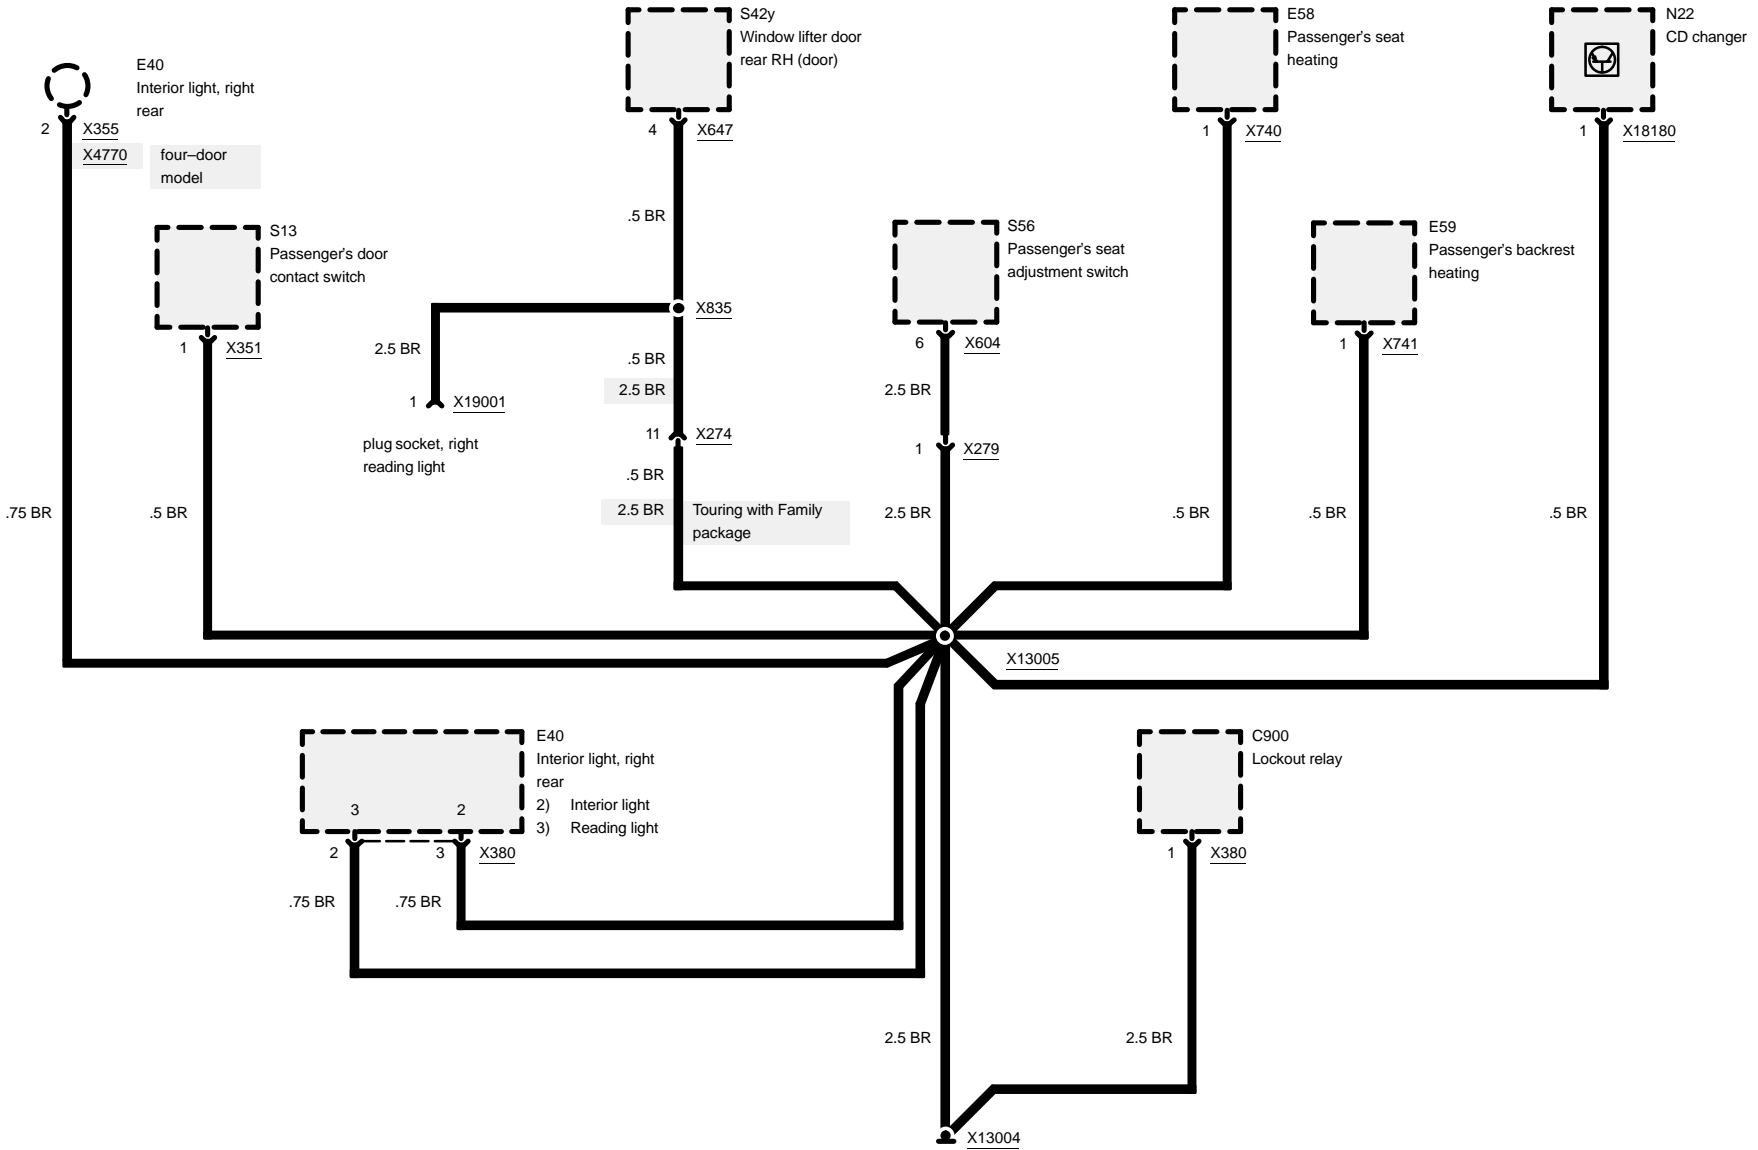 S42y
Window lifter door
rear RH (door)
E58
Passenger's seat
heating
N22
CD changer
E40
Interior light, right
rear
2
X355
X4770
four–door
model
4
X647
1
X740
1
X18180
.5 BR
S13
Passenger's door
contact switch
S56
Passenger's seat
adjustment switch
E59
Passenger's backrest
heating
X835
1
X351
2.5 BR
.5 BR
2.5 BR
6
X604
2.5 BR
1
X741
1
X19001
plug socket, right
reading light
11
X274
.5 BR
2.5 BR
Touring with Family
package
1
X279
.75 BR
.5 BR
2.5 BR
.5 BR
.5 BR
.5 BR
X13005
E40
Interior light, right
rear
2) Interior light
3) Reading light
3
2
2
3
X380
.75 BR
.75 BR
C900
Lockout relay
1
X380
2.5 BR
2.5 BR
X13004